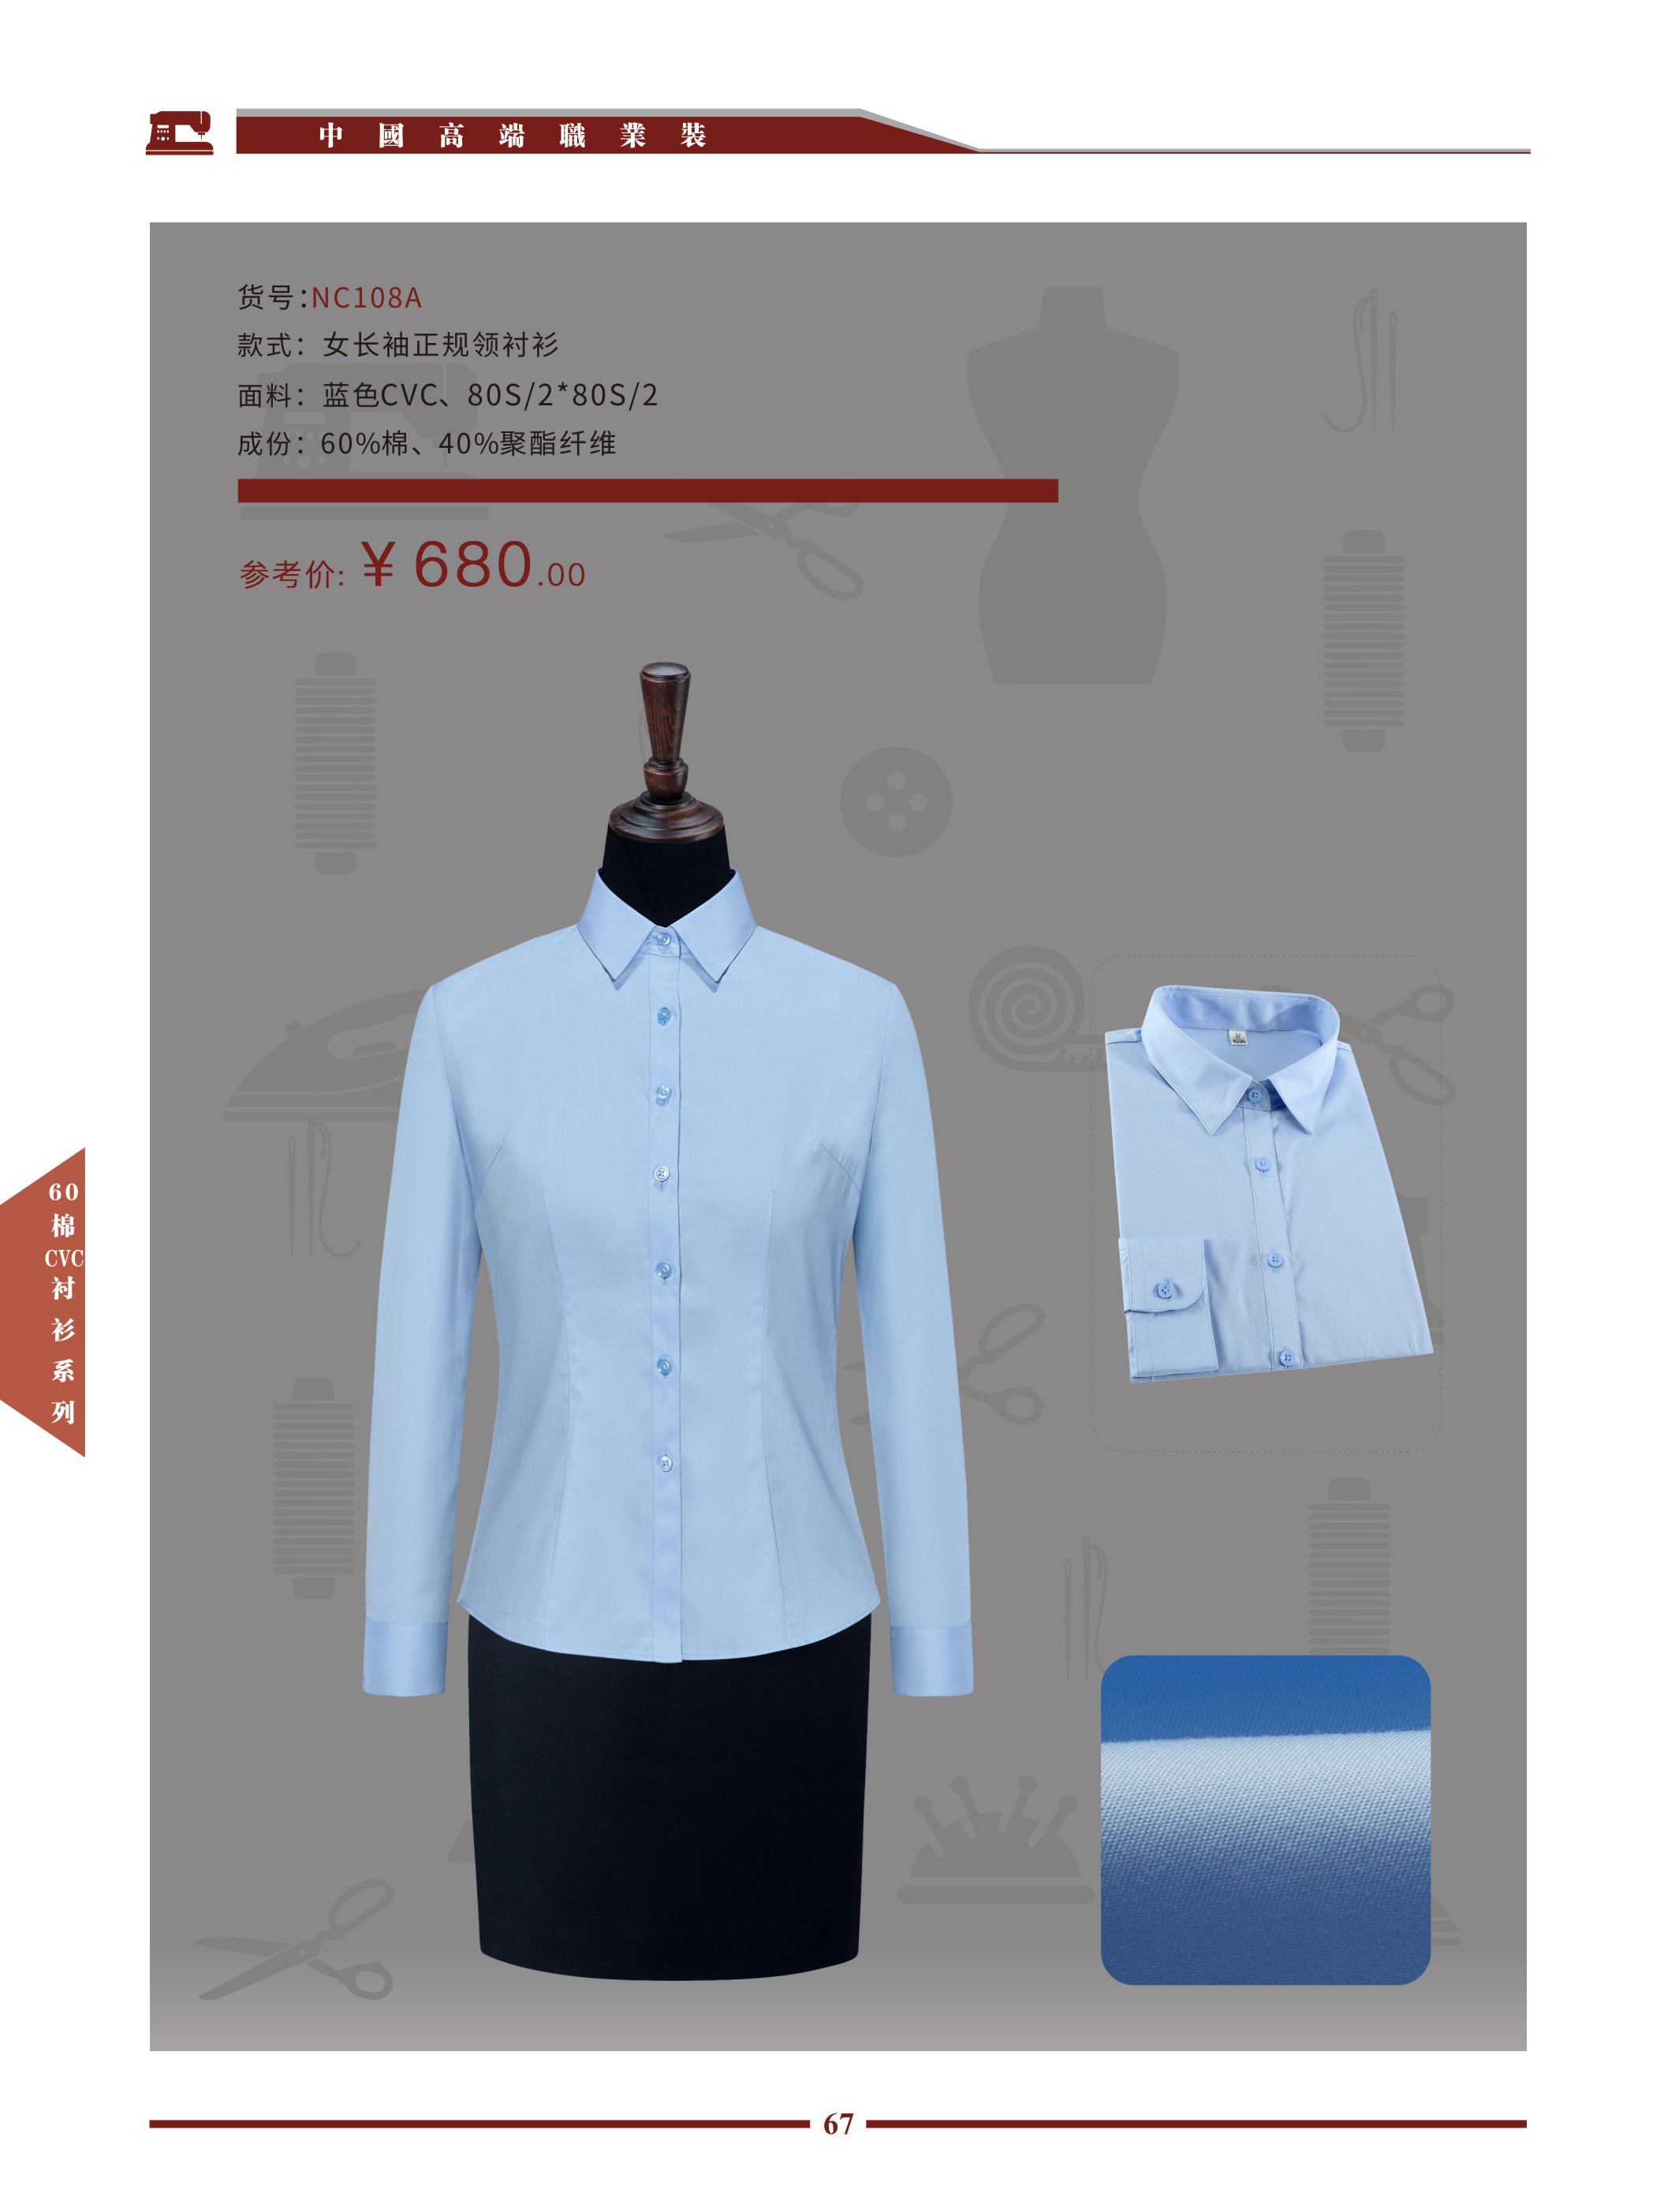 中國高端職業裝
货号:NC108A
款式：女长袖正规领衬衫
面料：蓝色CVC、80S/2*80S/2
成份：60%棉、40%聚酯纤维
参考价: ¥ 680.00
60
棉
CVC
衬
衫
系
列
67